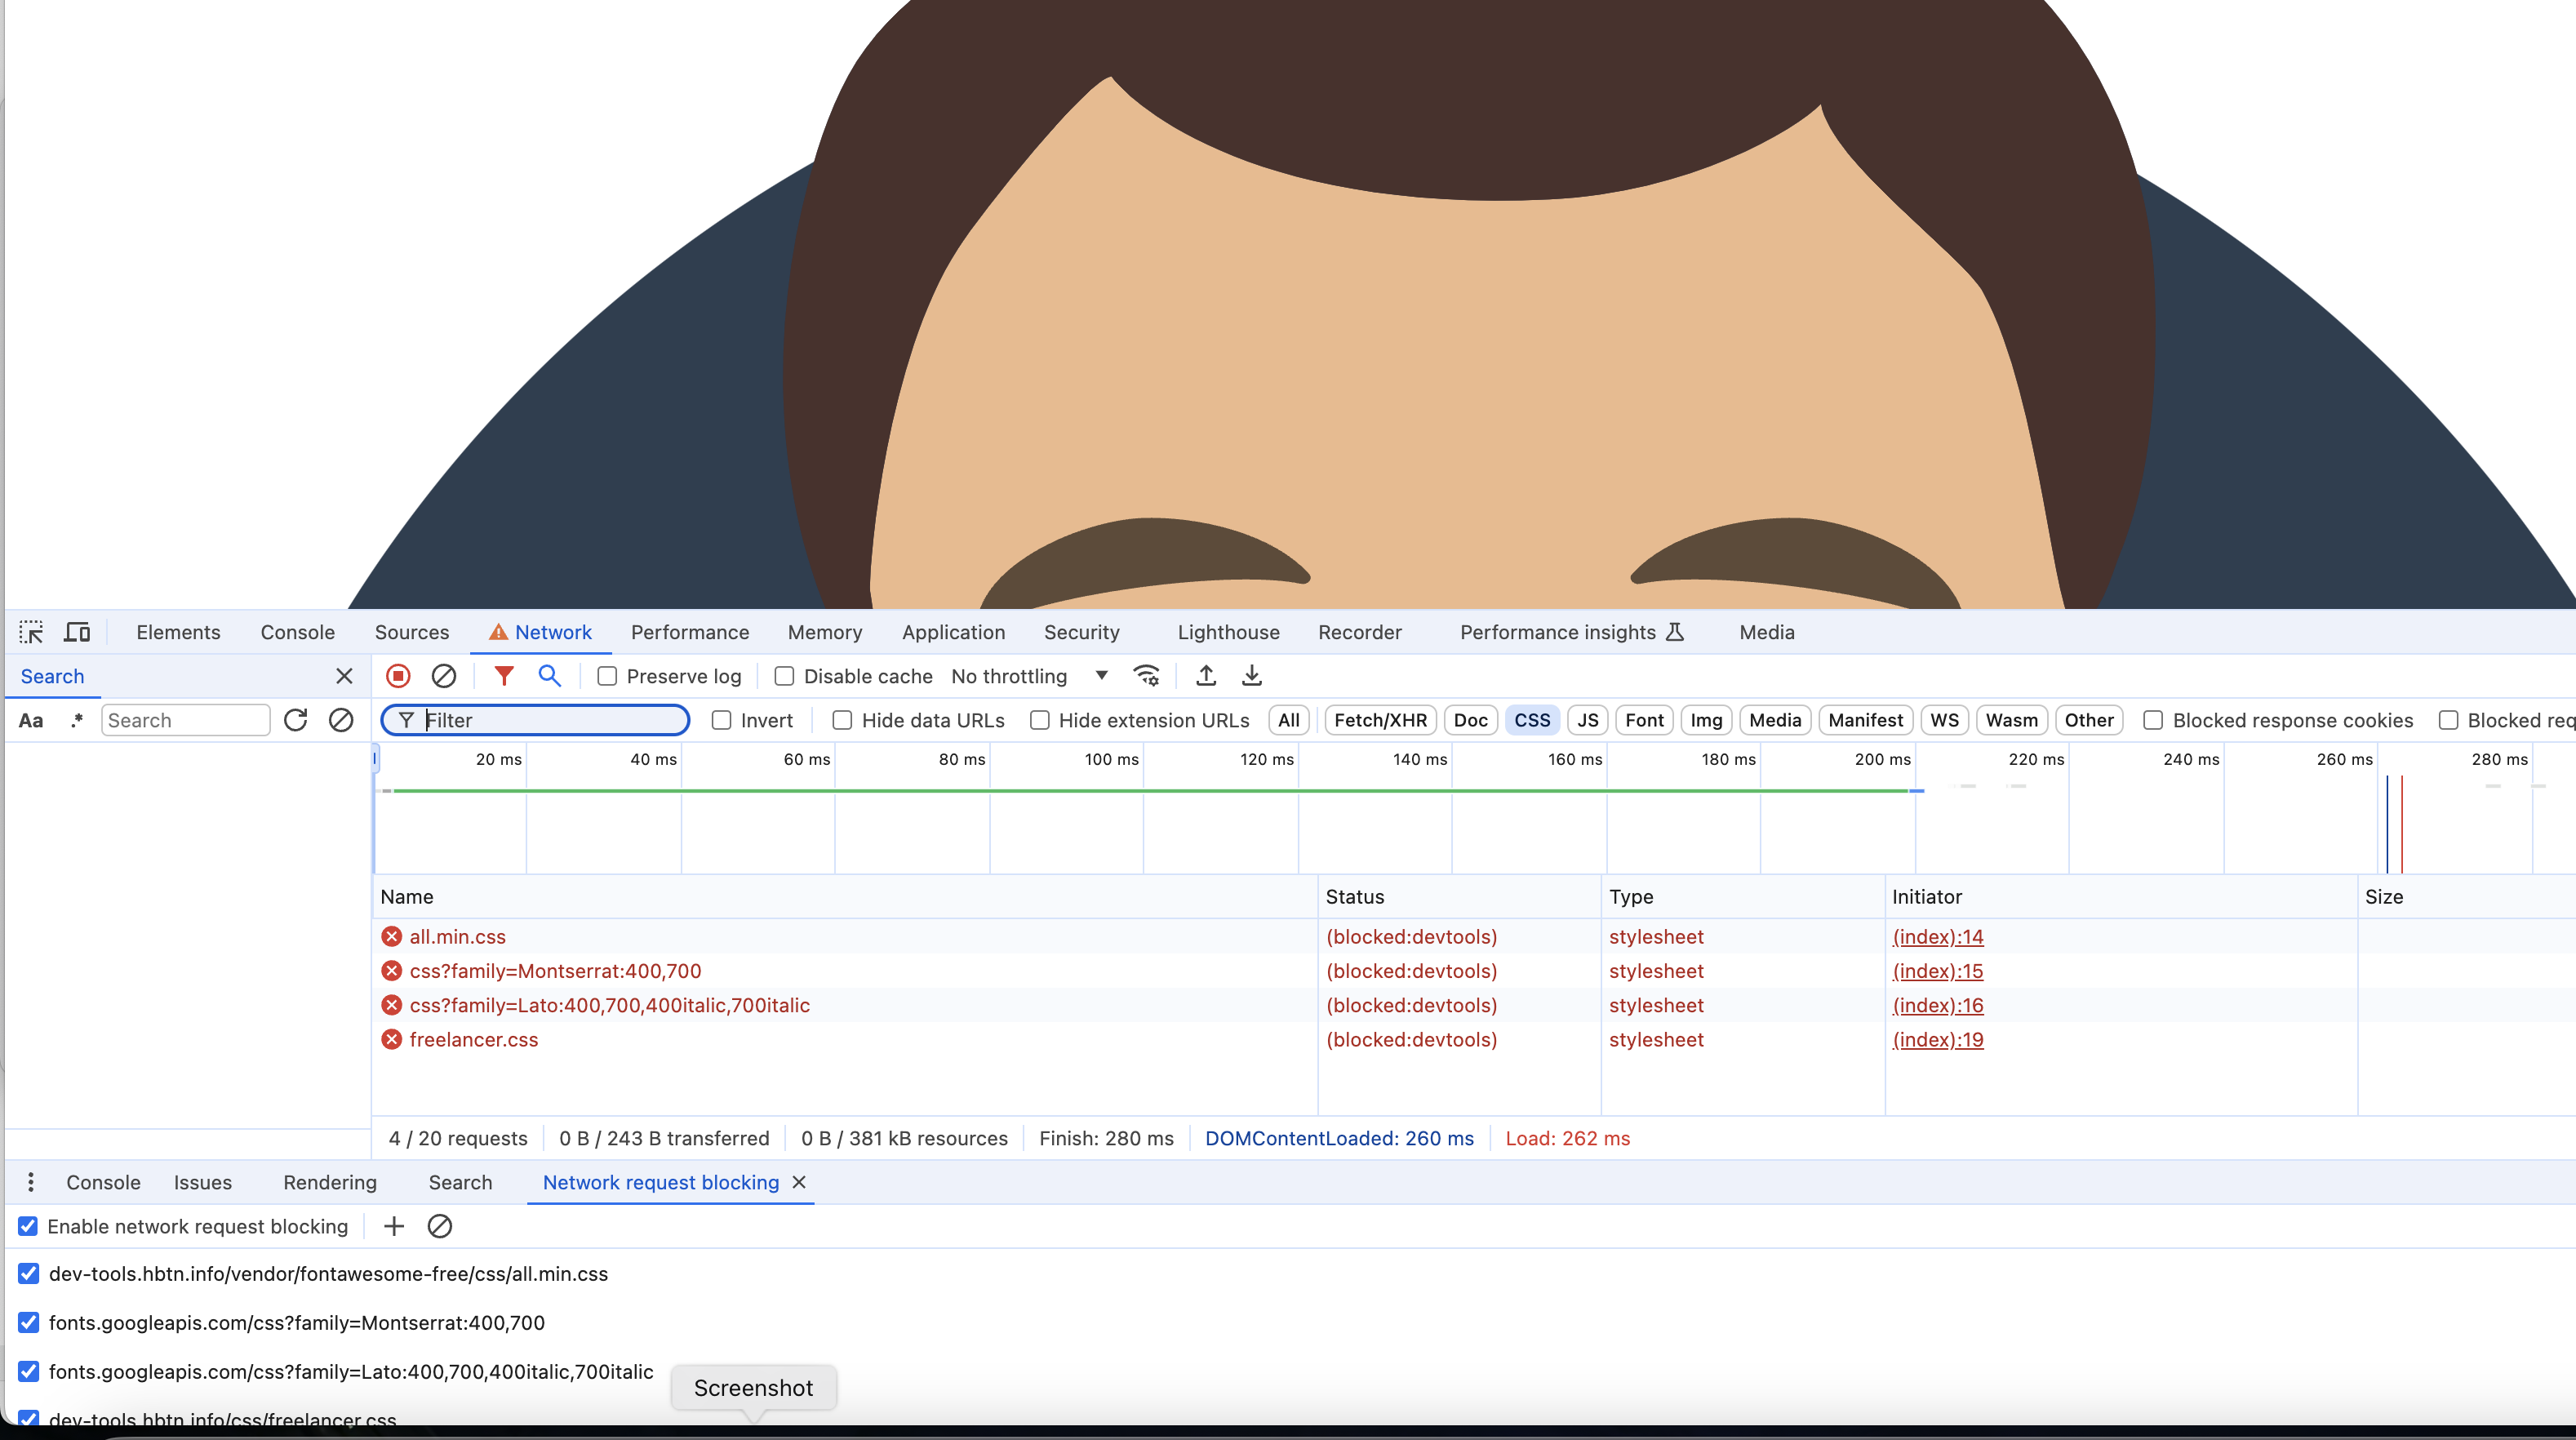 Elements Console Sources Network Performance Memory Application Security Lighthouse Recorder Performance insights Media
Search
Preserve log Disable cache No throttling
Aa .* Search
Filter Invert Hide data URLs Hide extension URLs All Fetch/XHR Doc CSS JS Font Img Media Manifest WS Wasm Other Blocked response cookies Blocked req
20 ms 40 ms 60 ms 80 ms 100 ms 120 ms 140 ms 160 ms 180 ms 200 ms 220 ms 240 ms 260 ms 280 ms
Name Status Type Initiator Size
all.min.css (blocked:devtools) stylesheet (index):14
css?family=Montserrat:400,700 (blocked:devtools) stylesheet (index):15
css?family=Lato:400,700,400italic,700italic (blocked:devtools) stylesheet (index):16
freelancer.css (blocked:devtools) stylesheet (index):19
4 / 20 requests 0 B / 243 B transferred 0 B / 381 kB resources Finish: 280 ms DOMContentLoaded: 260 ms Load: 262 ms
Console Issues Rendering Search Network request blocking
Enable network request blocking
dev-tools.hbtn.info/vendor/fontawesome-free/css/all.min.css
fonts.googleapis.com/css?family=Montserrat:400,700
fonts.googleapis.com/css?family=Lato:400,700,400italic,700italic
Screenshot
dev-tools.hbtn.info/css/freelancer.css